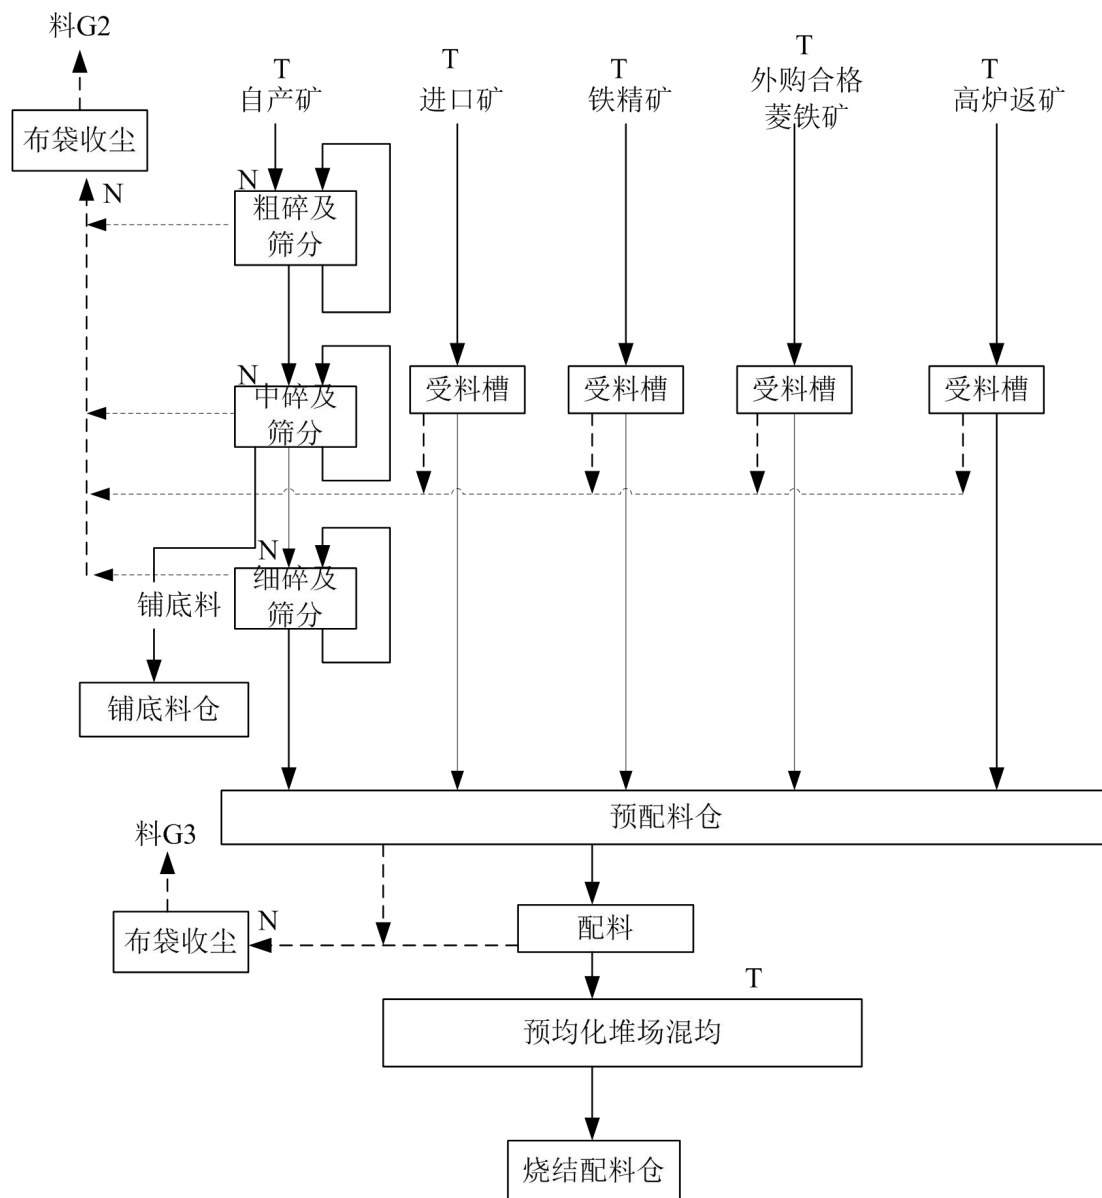 料G2
T
T
T
T
T
自产矿
进口矿
铁精矿
外购合格
菱铁矿
高炉返矿
布袋收尘
N
N
粗碎及
筛分
N
中碎及
筛分
受料槽
受料槽
受料槽
受料槽
N
细碎及
筛分
铺底料
铺底料仓
预配料仓
料G3
布袋收尘
N
配料
T
预均化堆场混均
烧结配料仓